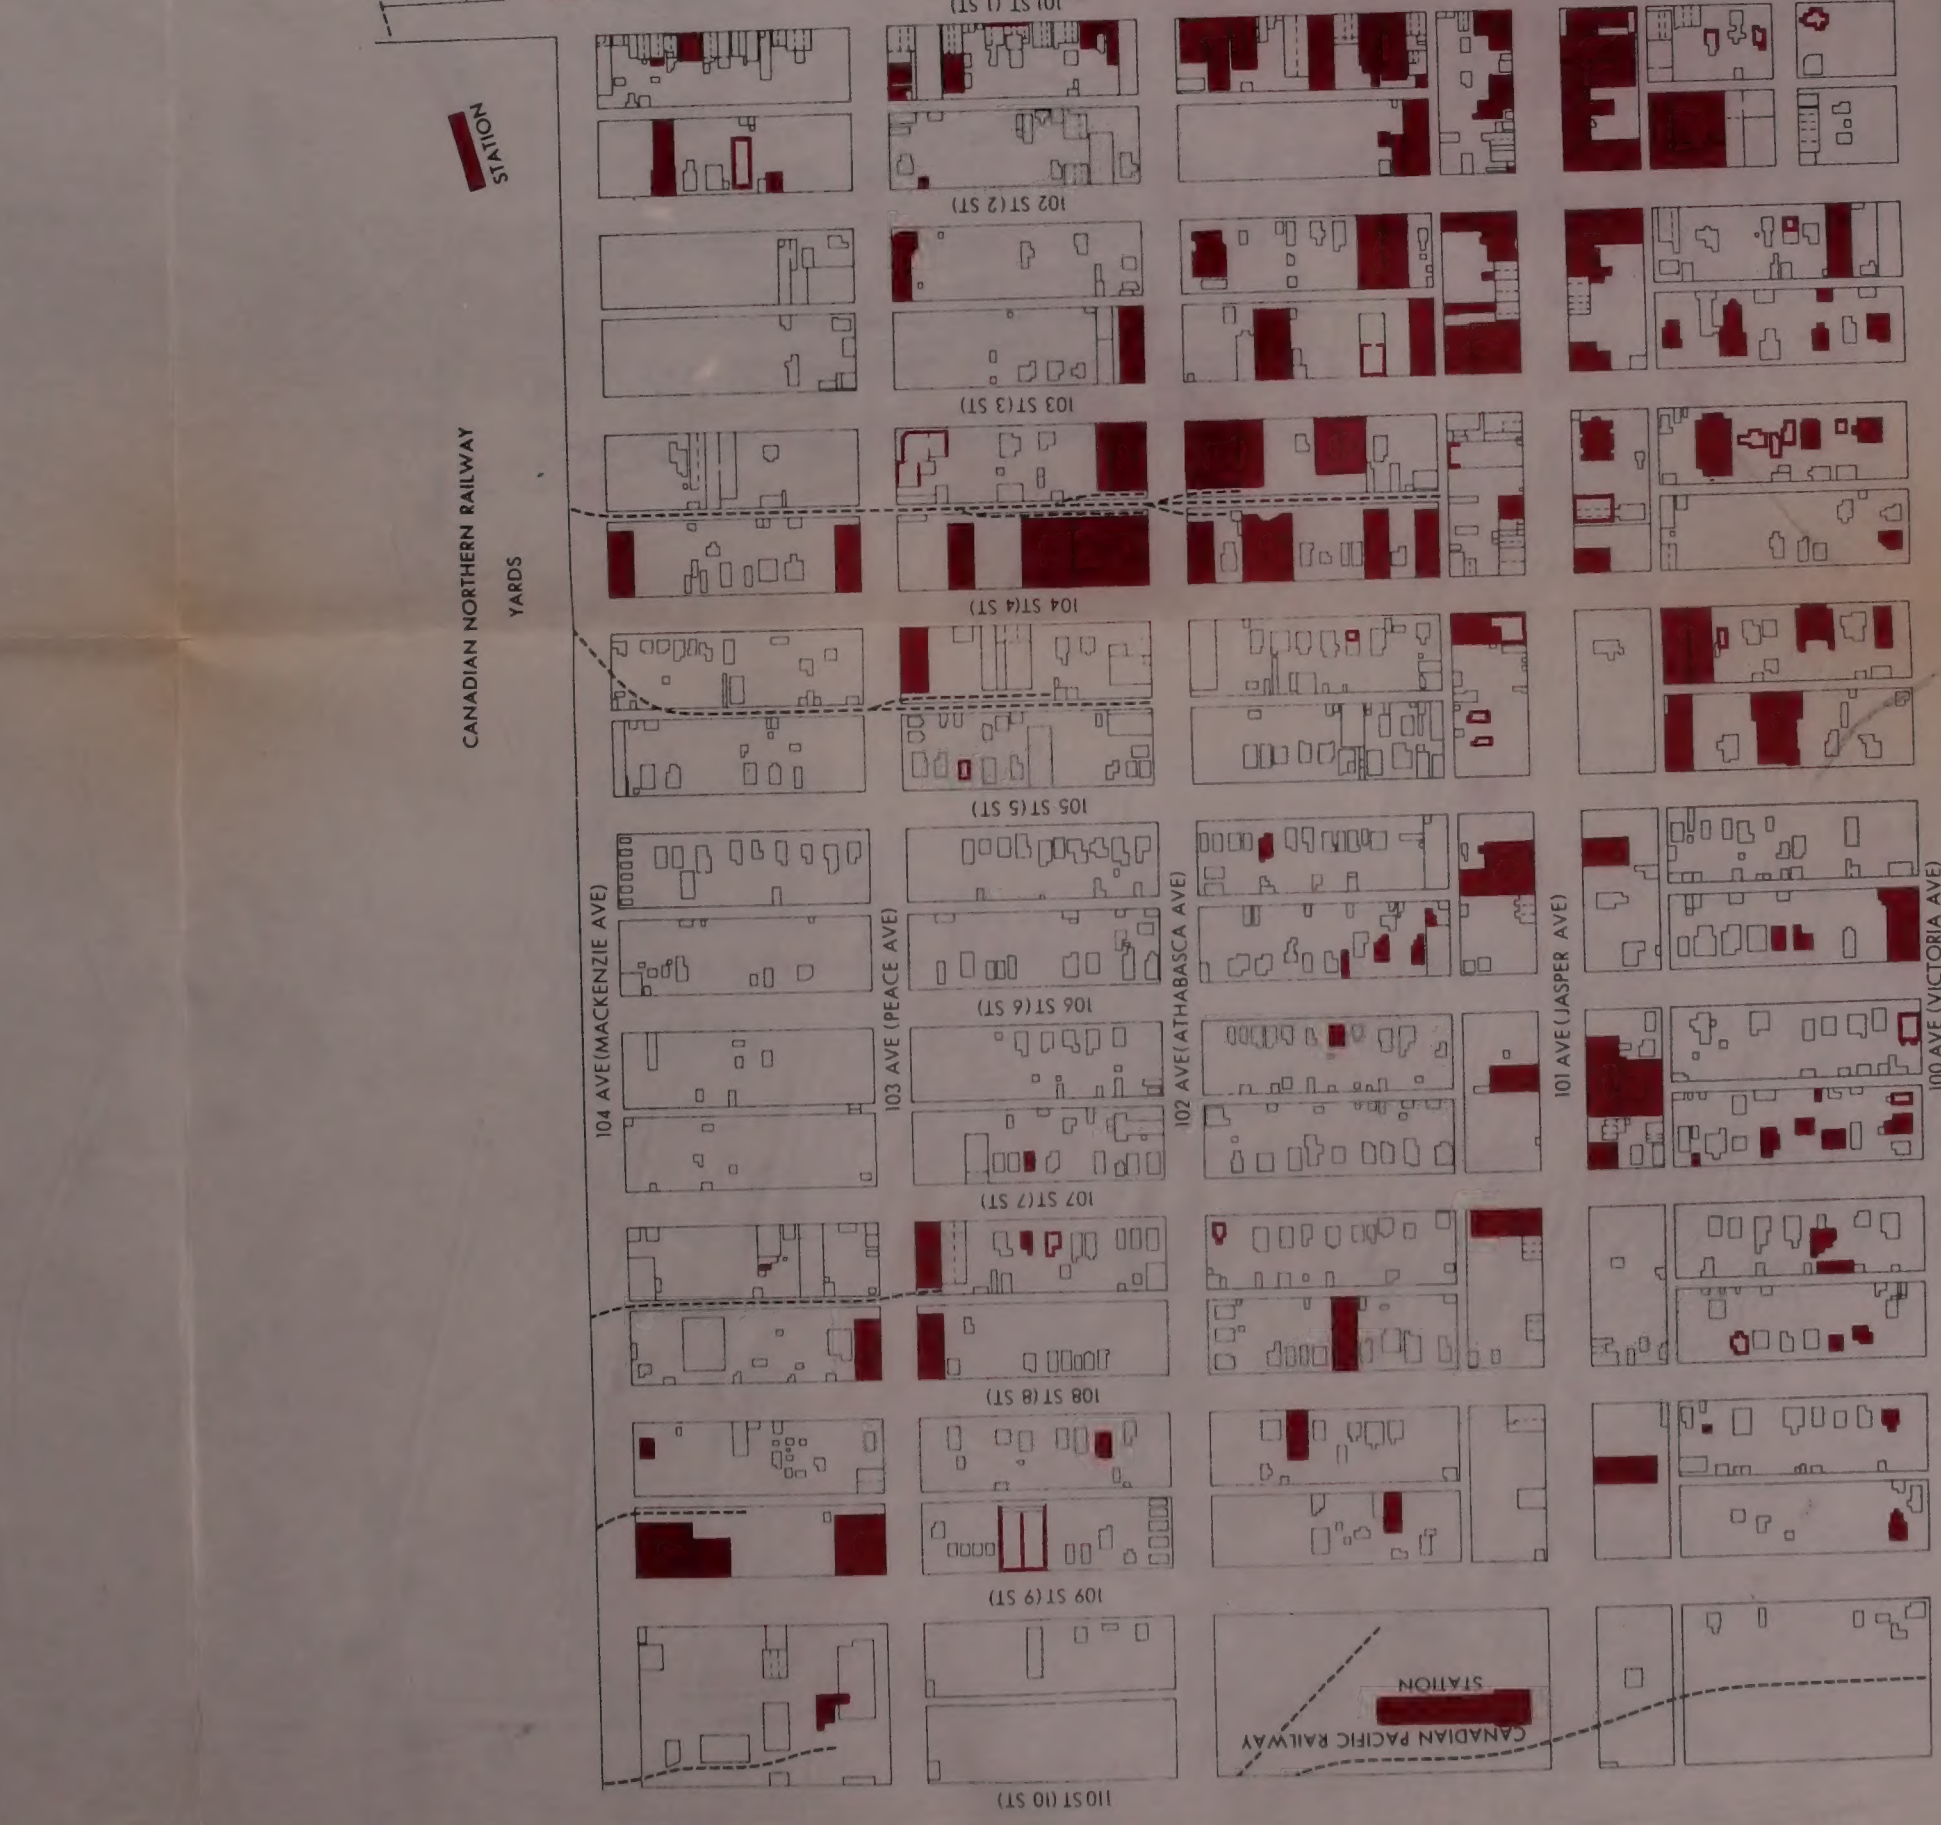 101 ST (1 ST)
STATION
102 ST (2 ST)
103 ST (3 ST)
CANADIAN NORTHERN RAILWAY
YARDS
104 ST (4 ST)
105 ST (5 ST)
104 AVE (MACKENZIE AVE)
103 AVE (PEACE AVE)
102 AVE (ATHABASCA AVE)
101 AVE (JASPER AVE)
100 AVE (VICTORIA AVE)
106 ST (6 ST)
107 ST (7 ST)
108 ST (8 ST)
109 ST (9 ST)
CANADIAN PACIFIC RAILWAY
STATION
110 ST (10 ST)